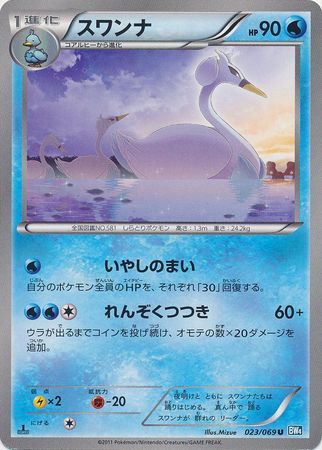 1進化 スワンナ HP90
コアルヒーから進化
全国図鑑NO.581 しらとりポケモン 高さ：1.3m 重さ：24.2kg
いやしのまい
自分のポケモン全員のHPを、それぞれ「30」回復する。
れんぞくつつき 60+
ウラが出るまでコインを投げ続け、オモテの数×20ダメージを
追加。
弱点 抵抗力
×2 -20
にげる
夜明けとともに スワンナたちは
踊りはじめる。 真ん中で 踊る
スワンナが 群れの リーダー。
Illus.Mizue 023/069 U BW4
©2011 Pokémon/Nintendo/Creatures/GAME FREAK.